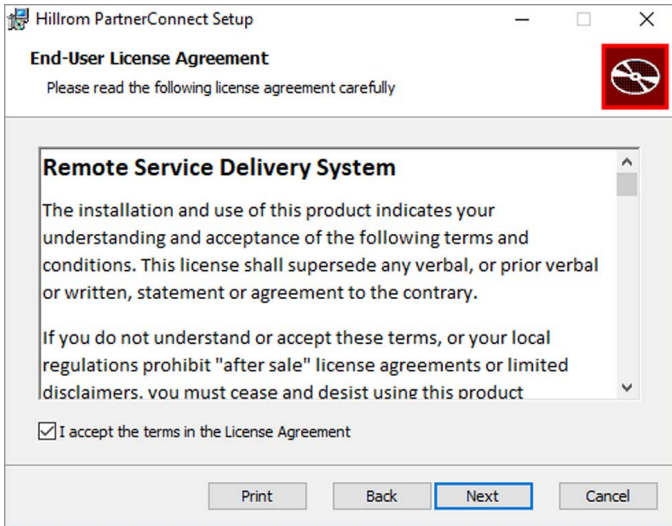 Hillrom PartnerConnect Setup
End-User License Agreement
Please read the following license agreement carefully
Remote Service Delivery System
The installation and use of this product indicates your
understanding and acceptance of the following terms and
conditions. This license shall supersede any verbal, or prior verbal
or written, statement or agreement to the contrary.
If you do not understand or accept these terms, or your local
regulations prohibit "after sale" license agreements or limited
disclaimers, you must cease and desist using this product
I accept the terms in the License Agreement
Print Back Next Cancel